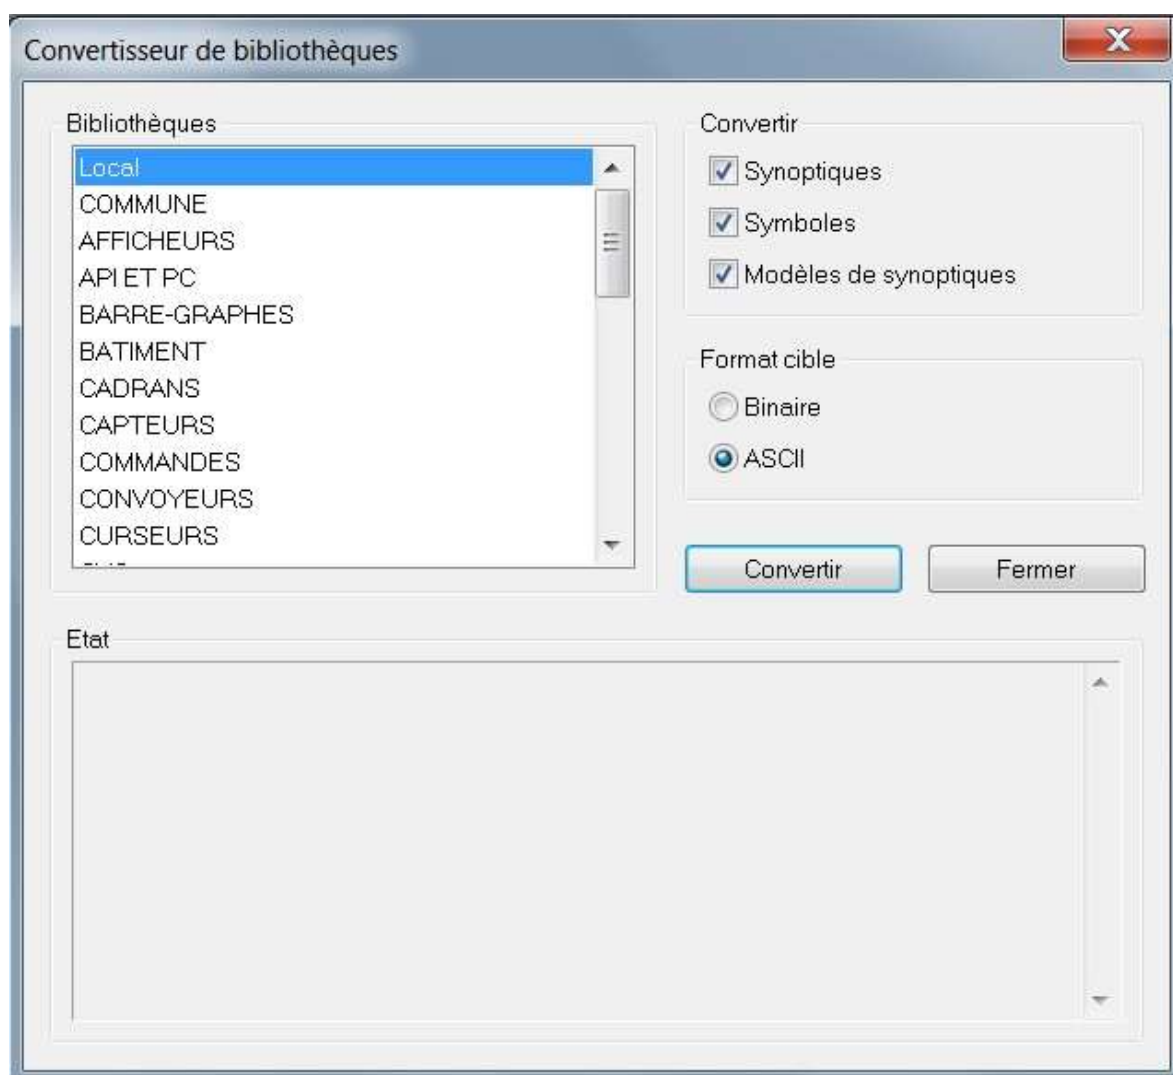 Convertisseur de bibliothèques
Bibliothèques
Local
COMMUNE
AFFICHEURS
API ET PC
BARRE-GRAPHES
BATIMENT
CADRANS
CAPTEURS
COMMANDES
CONVOYEURS
CURSEURS
Convertir
Synoptiques
Symboles
Modèles de synoptiques
Format cible
Binaire
ASCII
Convertir
Fermer
Etat